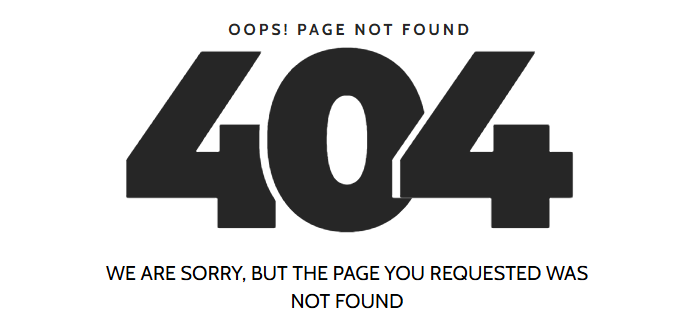 OOPS! PAGE NOT FOUND
404
WE ARE SORRY, BUT THE PAGE YOU REQUESTED WAS
NOT FOUND